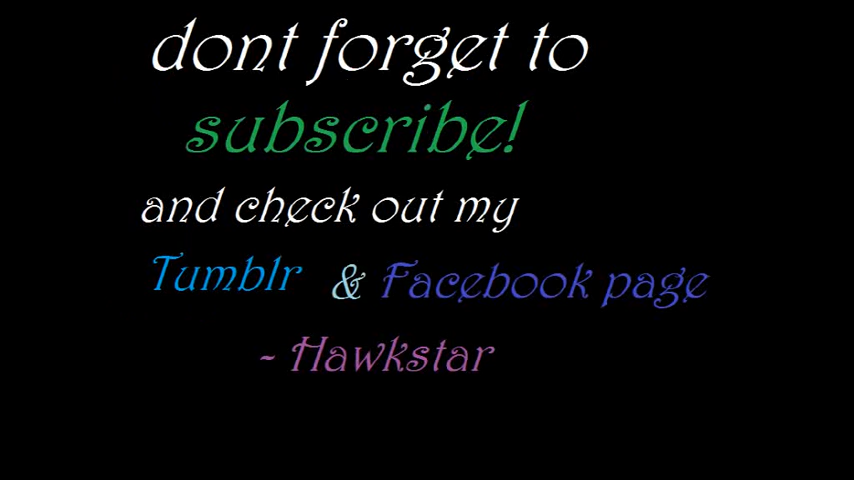 dont forget to
subscribe!
and check out my
Tumblr & Facebook page
- Hawkstar